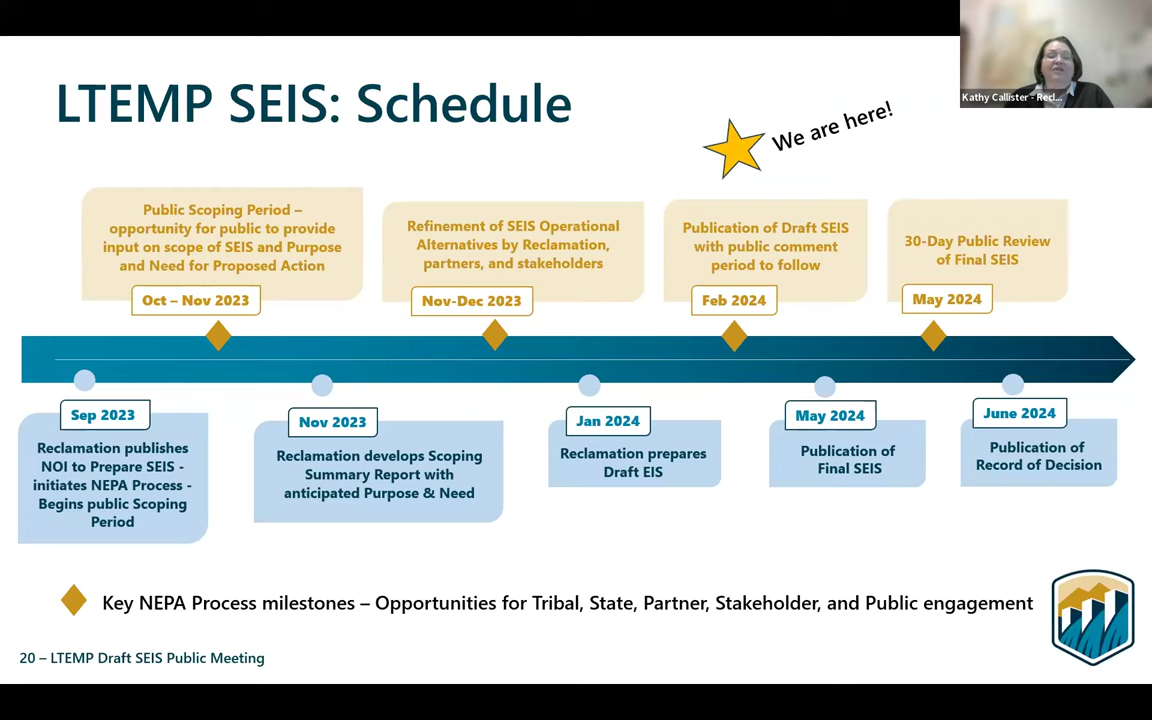 Kathy Callister - Recl...
LTEMP SEIS: Schedule
We are here!
Public Scoping Period –
opportunity for public to provide
input on scope of SEIS and Purpose
and Need for Proposed Action
Oct – Nov 2023
Refinement of SEIS Operational
Alternatives by Reclamation,
partners, and stakeholders
Nov-Dec 2023
Publication of Draft SEIS
with public comment
period to follow
Feb 2024
30-Day Public Review
of Final SEIS
May 2024
Sep 2023
Reclamation publishes
NOI to Prepare SEIS -
initiates NEPA Process -
Begins public Scoping
Period
Nov 2023
Reclamation develops Scoping
Summary Report with
anticipated Purpose & Need
Jan 2024
Reclamation prepares
Draft EIS
May 2024
Publication of
Final SEIS
June 2024
Publication of
Record of Decision
Key NEPA Process milestones – Opportunities for Tribal, State, Partner, Stakeholder, and Public engagement
20 – LTEMP Draft SEIS Public Meeting